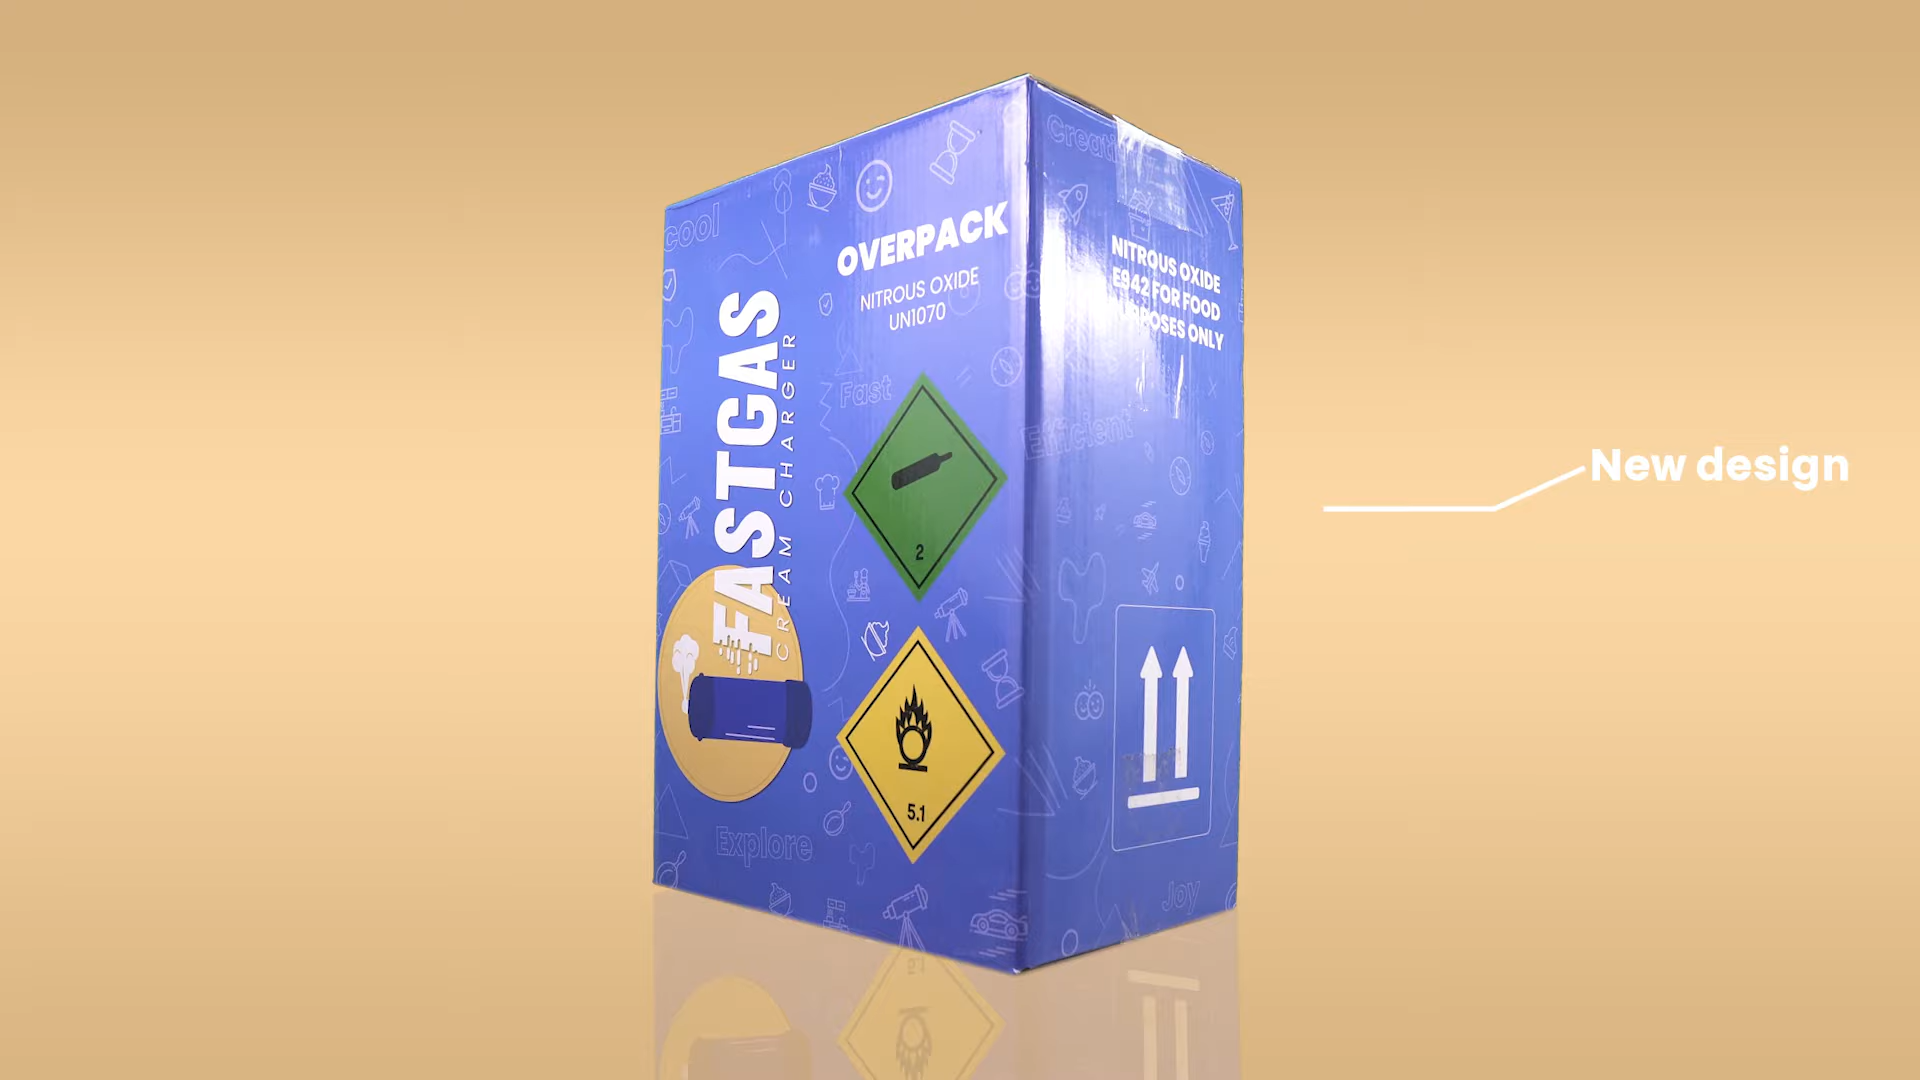 cool
FASTGAS
CREAM CHARGER
OVERPACK
NITROUS OXIDE
UN1070
Fast
2
5.1
Explore
Creati
NITROUS OXIDE
E942 FOR FOOD
PURPOSES ONLY
Efficient
Joy
New design